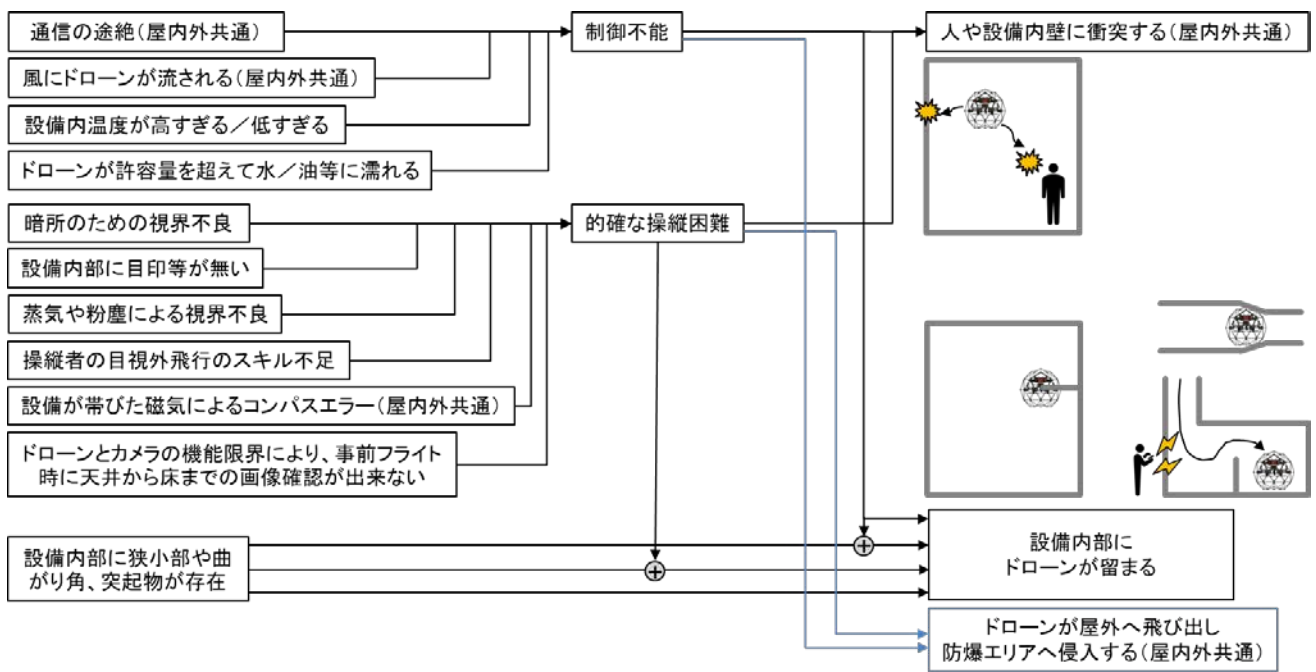 通信の途絶(屋内外共通)
制御不能
人や設備内壁に衝突する(屋内外共通)
風にドローンが流される(屋内外共通)
設備内温度が高すぎる／低すぎる
ドローンが許容量を超えて水／油等に濡れる
暗所のための視界不良
的確な操縦困難
設備内部に目印等が無い
蒸気や粉塵による視界不良
操縦者の目視外飛行のスキル不足
設備が帯びた磁気によるコンパスエラー(屋内外共通)
ドローンとカメラの機能限界により、事前フライト
時に天井から床までの画像確認が出来ない
設備内部に狭小部や曲
がり角、突起物が存在
設備内部に
ドローンが留まる
ドローンが屋外へ飛び出し
防爆エリアへ侵入する(屋内外共通)